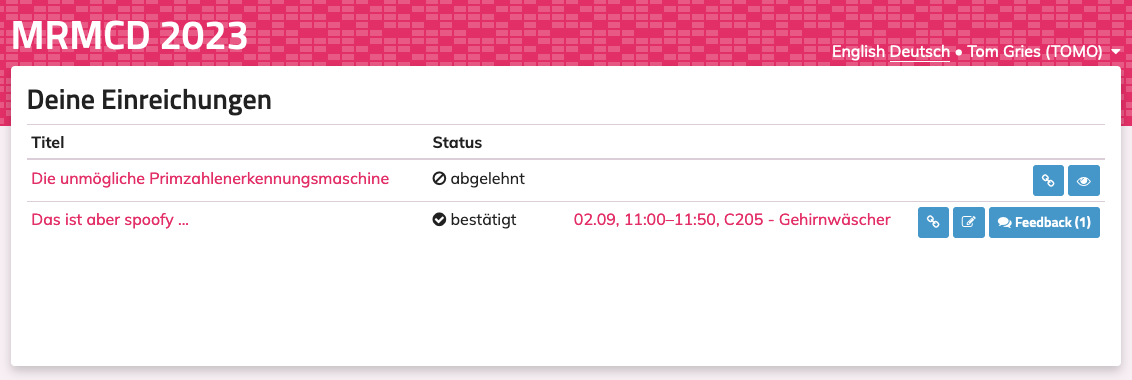 MRMCD 2023
English Deutsch • Tom Gries (TOMO)
Deine Einreichungen
Titel Status
Die unmögliche Primzahlenerkennungsmaschine abgelehnt
Das ist aber spoofy ... bestätigt 02.09, 11:00–11:50, C205 - Gehirnwäscher Feedback (1)